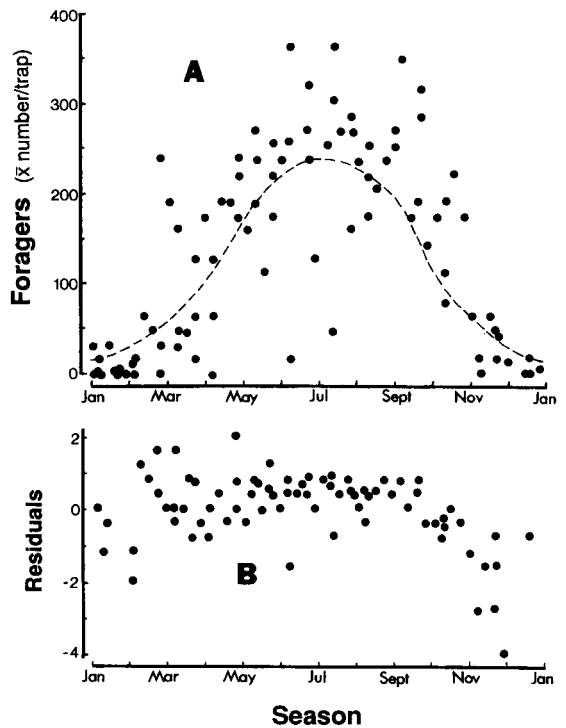 400
300
200
100
0
Foragers (x̄ number/trap)
A
Jan Mar May Jul Sept Nov Jan
2
0
-2
-4
Residuals
B
Jan Mar May Jul Sept Nov Jan
Season